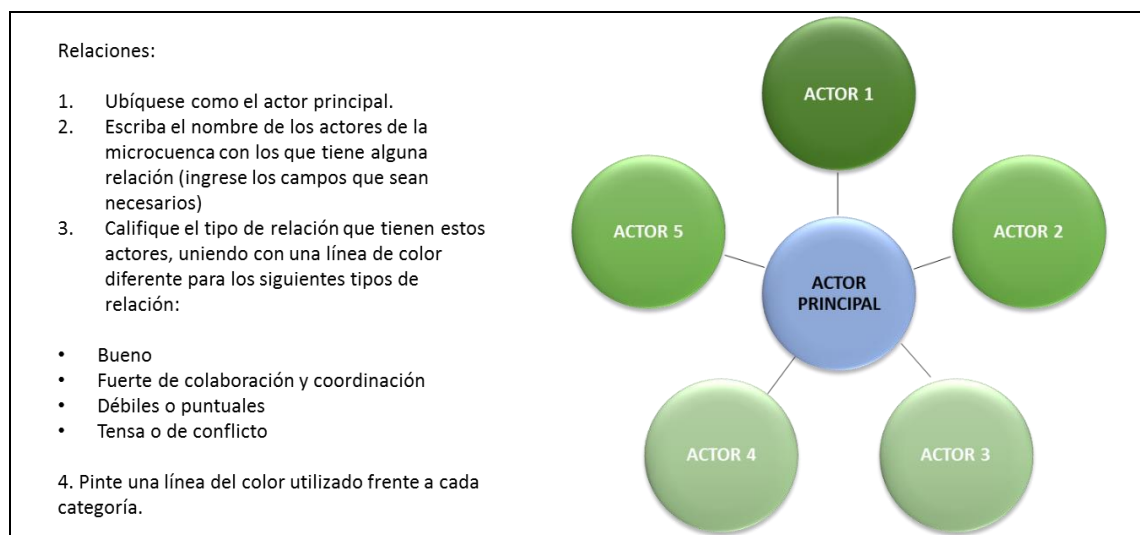 Relaciones:
1. Ubíquese como el actor principal.
2. Escriba el nombre de los actores de la
microcuenca con los que tiene alguna
relación (ingrese los campos que sean
necesarios)
3. Califique el tipo de relación que tienen estos
actores, uniendo con una línea de color
diferente para los siguientes tipos de
relación:
• Bueno
• Fuerte de colaboración y coordinación
• Débiles o puntuales
• Tensa o de conflicto
4. Pinte una línea del color utilizado frente a cada
categoría.
ACTOR 1
ACTOR 5
ACTOR 2
ACTOR
PRINCIPAL
ACTOR 4
ACTOR 3